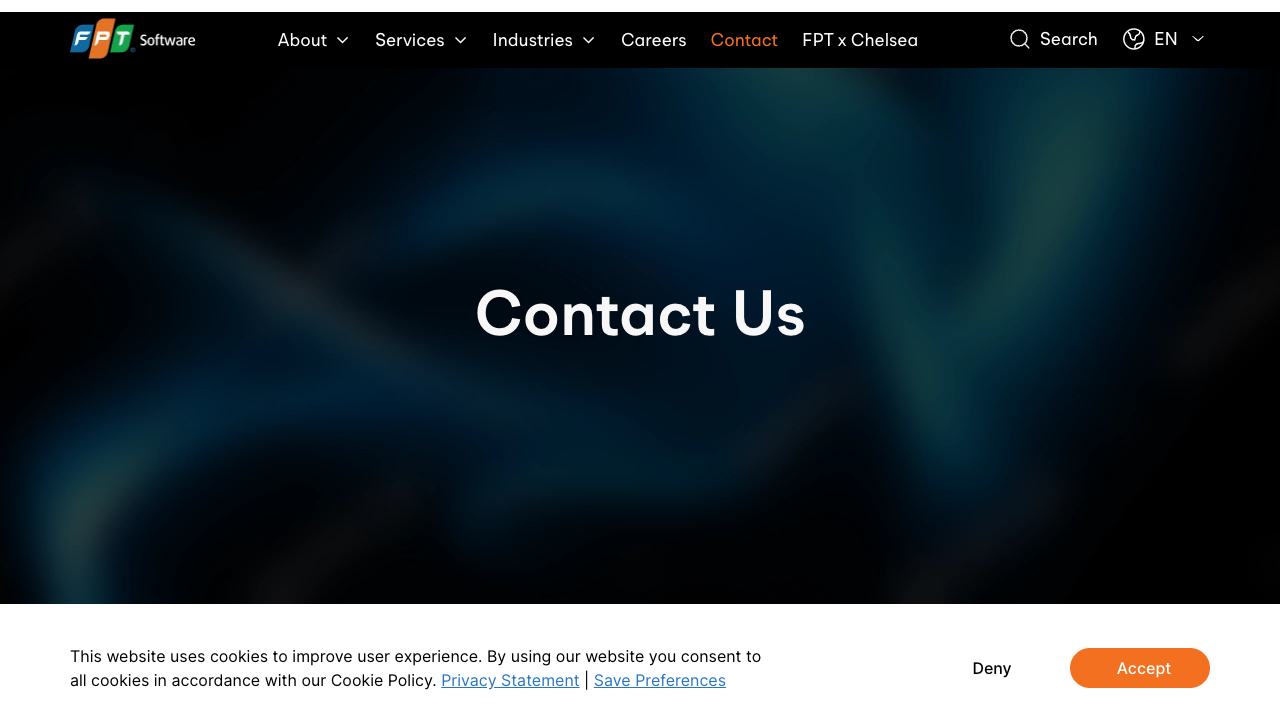 FPT Software
About
Services
Industries
Careers
Contact
FPT x Chelsea
Search
EN
Contact Us
This website uses cookies to improve user experience. By using our website you consent to
all cookies in accordance with our Cookie Policy. Privacy Statement | Save Preferences
Deny
Accept